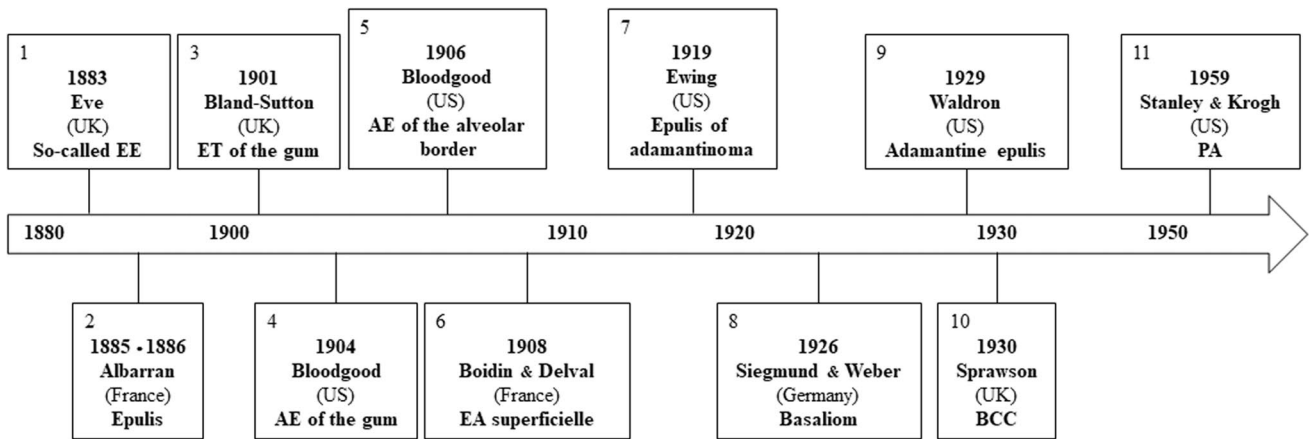 1
1883
Eve
(UK)
So-called EE
3
1901
Bland-Sutton
(UK)
ET of the gum
5
1906
Bloodgood
(US)
AE of the alveolar
border
7
1919
Ewing
(US)
Epulis of
adamantinoma
9
1929
Waldron
(US)
Adamantine epulis
11
1959
Stanley & Krogh
(US)
PA
1880 1900 1910 1920 1930 1950
2
1885 - 1886
Albarran
(France)
Epulis
4
1904
Bloodgood
(US)
AE of the gum
6
1908
Boidin & Delval
(France)
EA superficielle
8
1926
Siegmund & Weber
(Germany)
Basaliom
10
1930
Sprawson
(UK)
BCC